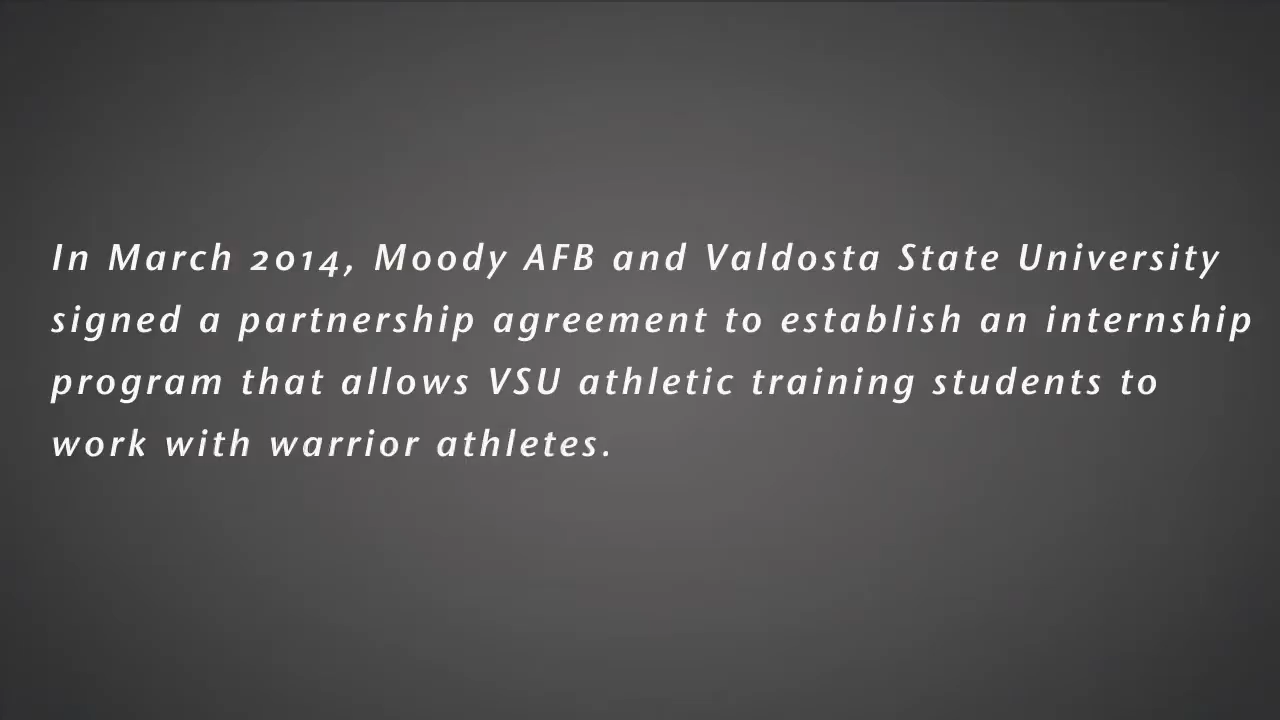 In March 2014, Moody AFB and Valdosta State University
signed a partnership agreement to establish an internship
program that allows VSU athletic training students to
work with warrior athletes.